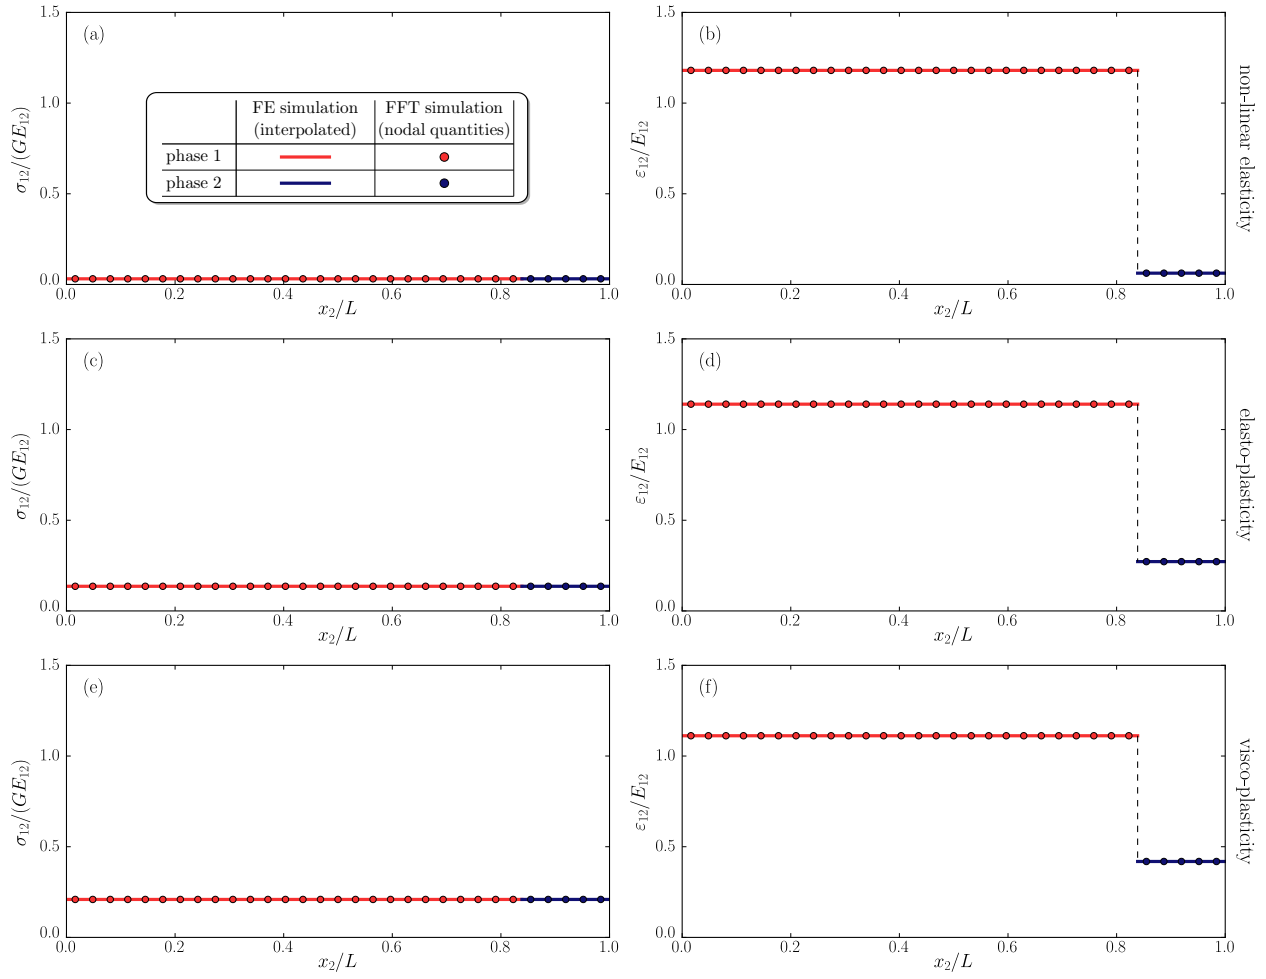 (a)
1.5
1.0
0.5
0.0
σ12/(GE12)
FE simulation
(interpolated)
FFT simulation
(nodal quantities)
phase 1
phase 2
0.0 0.2 0.4 0.6 0.8 1.0
x2/L
(b)
1.5
1.0
0.5
0.0
ε12/E12
0.0 0.2 0.4 0.6 0.8 1.0
x2/L
non-linear elasticity
(c)
1.5
1.0
0.5
0.0
σ12/(GE12)
0.0 0.2 0.4 0.6 0.8 1.0
x2/L
(d)
1.5
1.0
0.5
0.0
ε12/E12
0.0 0.2 0.4 0.6 0.8 1.0
x2/L
elasto-plasticity
(e)
1.5
1.0
0.5
0.0
σ12/(GE12)
0.0 0.2 0.4 0.6 0.8 1.0
x2/L
(f)
1.5
1.0
0.5
0.0
ε12/E12
0.0 0.2 0.4 0.6 0.8 1.0
x2/L
visco-plasticity